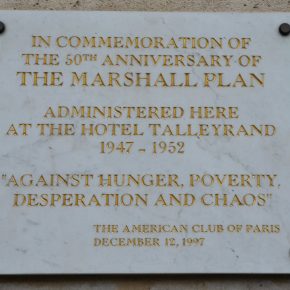 IN COMMEMORATION OF
THE 50TH ANNIVERSARY OF
THE MARSHALL PLAN
ADMINISTERED HERE
AT THE HOTEL TALLEYRAND
1947 - 1952
"AGAINST HUNGER, POVERTY,
DESPERATION AND CHAOS"
THE AMERICAN CLUB OF PARIS
DECEMBER 12, 1997